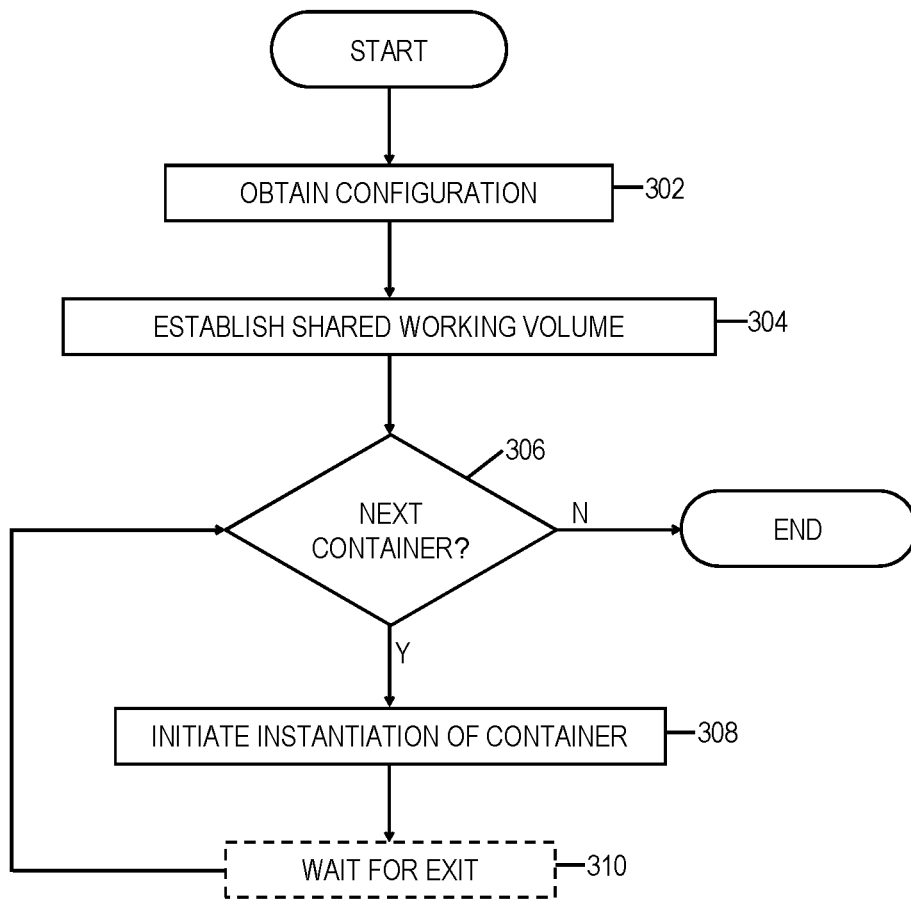 START
OBTAIN CONFIGURATION
302
ESTABLISH SHARED WORKING VOLUME
304
306
NEXT
CONTAINER?
N
END
Y
INITIATE INSTANTIATION OF CONTAINER
308
WAIT FOR EXIT
310